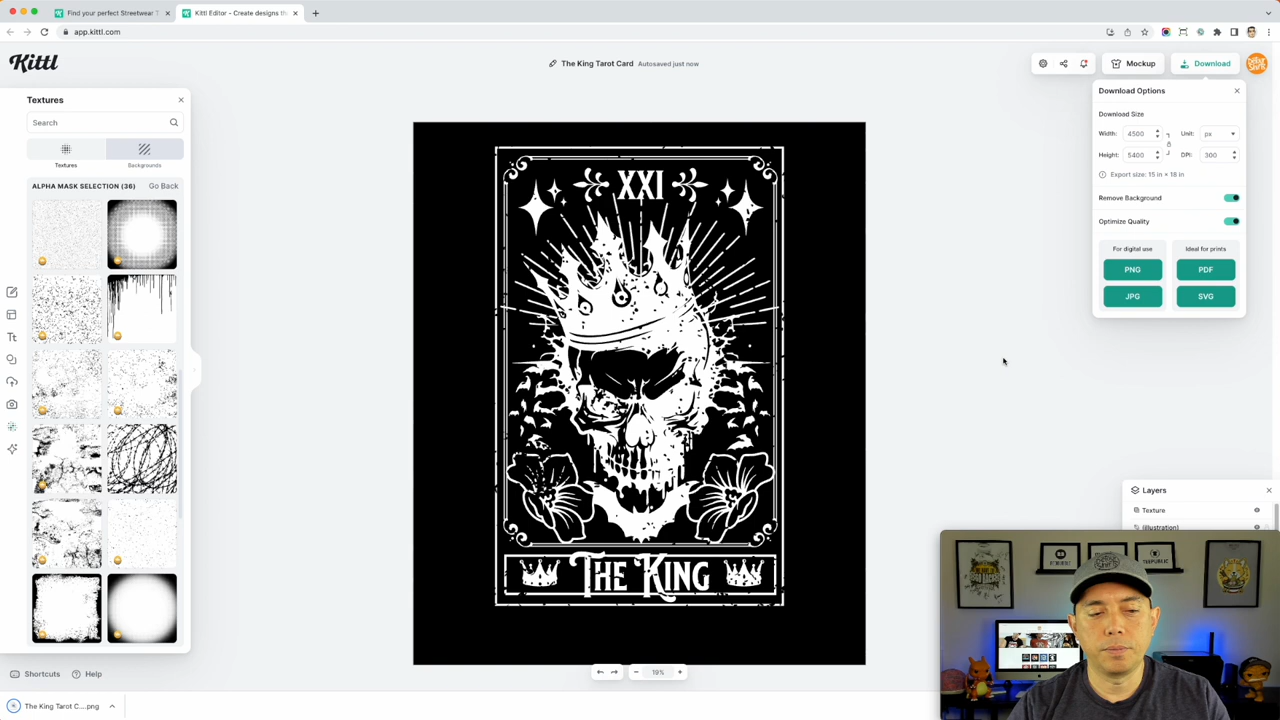 Find your perfect Streetwear T
Kittl Editor - Create designs th
app.kittl.com
Kittl
The King Tarot Card Autosaved just now
Mockup
Download
Textures
Search
Textures
Backgrounds
ALPHA MASK SELECTION (36) Go Back
XXI
THE KING
Download Options
Download Size
Width: 4500 Unit: px
Height: 5400 DPI: 300
Export size: 15 in × 18 in
Remove Background
Optimize Quality
For digital use
Ideal for prints
PNG
PDF
JPG
SVG
Layers
Texture
(Illustration)
Shortcuts
Help
19%
The King Tarot C....png